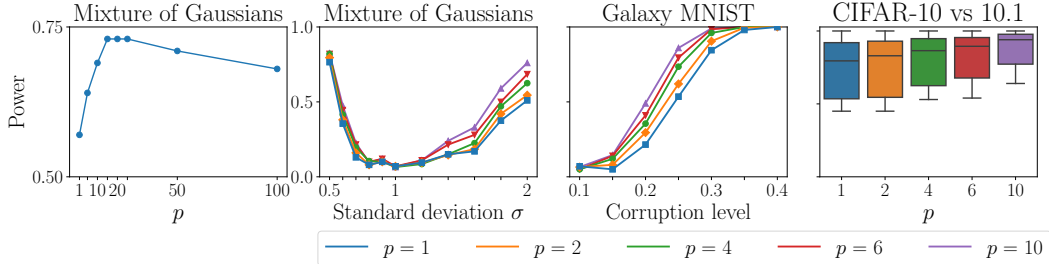 Mixture of Gaussians
Power
0.75
0.50
1 10 20 50 100
p
Mixture of Gaussians
1.0
0.5
0.0
0.5 1 2
Standard deviation σ
Galaxy MNIST
0.1 0.2 0.3 0.4
Corruption level
CIFAR-10 vs 10.1
1 2 4 6 10
p
p = 1 p = 2 p = 4 p = 6 p = 10